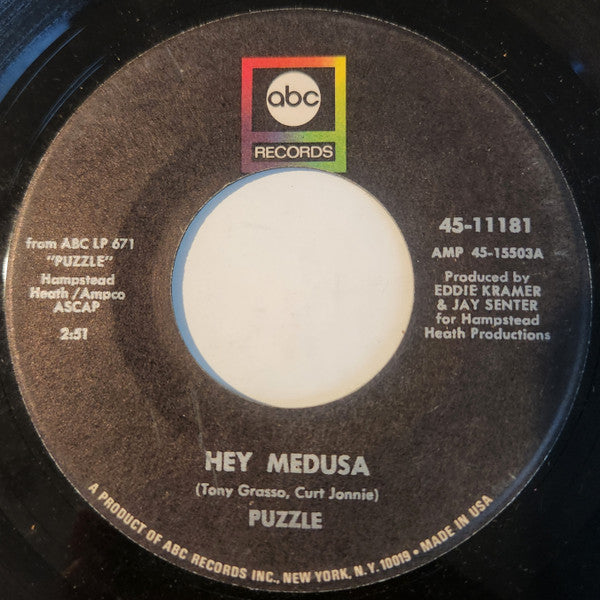 abc
RECORDS
from ABC LP 671
"PUZZLE"
Hampstead
Heath/Ampco
ASCAP
2:51
45-11181
AMP 45-15503A
Produced by
EDDIE KRAMER
& JAY SENTER
for Hampstead
Heath Productions
HEY MEDUSA
(Tony Grasso, Curt Jonnie)
PUZZLE
A PRODUCT OF ABC RECORDS INC., NEW YORK, N.Y. 10019 • MADE IN USA